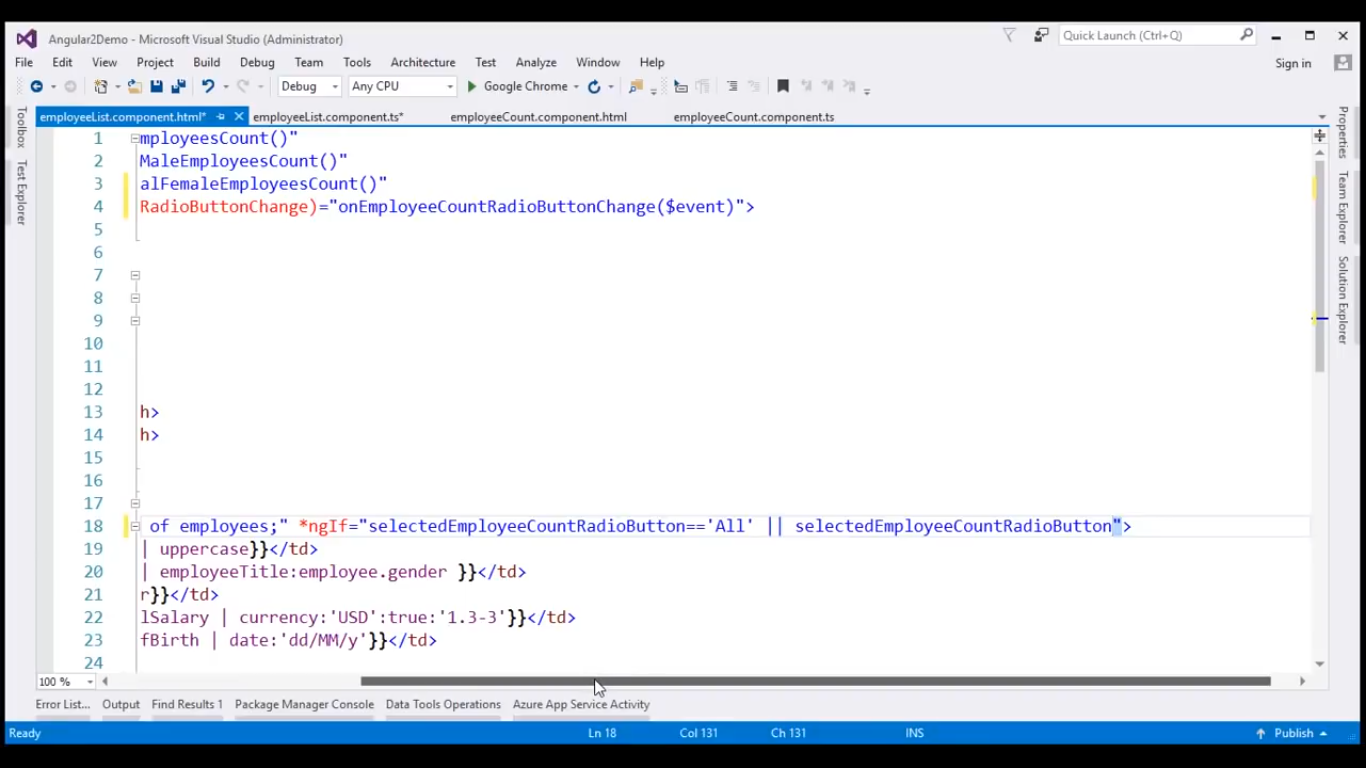 Angular2Demo - Microsoft Visual Studio (Administrator)
Quick Launch (Ctrl+Q)
File Edit View Project Build Debug Team Tools Architecture Test Analyze Window Help
Sign in
Debug Any CPU Google Chrome
employeeList.component.html* employeeList.component.ts* employeeCount.component.html employeeCount.component.ts
Toolbox
Test Explorer
Properties
Team Explorer
Solution Explorer
1 mployeesCount()"
2 MaleEmployeesCount()"
3 alFemaleEmployeesCount()"
4 RadioButtonChange)="onEmployeeCountRadioButtonChange($event)">
5
6
7
8
9
10
11
12
13 h>
14 h>
15
16
17
18 of employees;" *ngIf="selectedEmployeeCountRadioButton=='All' || selectedEmployeeCountRadioButton">
19 | uppercase}}</td>
20 | employeeTitle:employee.gender }}</td>
21 r}}</td>
22 lSalary | currency:'USD':true:'1.3-3'}}</td>
23 fBirth | date:'dd/MM/y'}}</td>
24
100 %
Error List... Output Find Results 1 Package Manager Console Data Tools Operations Azure App Service Activity
Ready Ln 18 Col 131 Ch 131 INS Publish